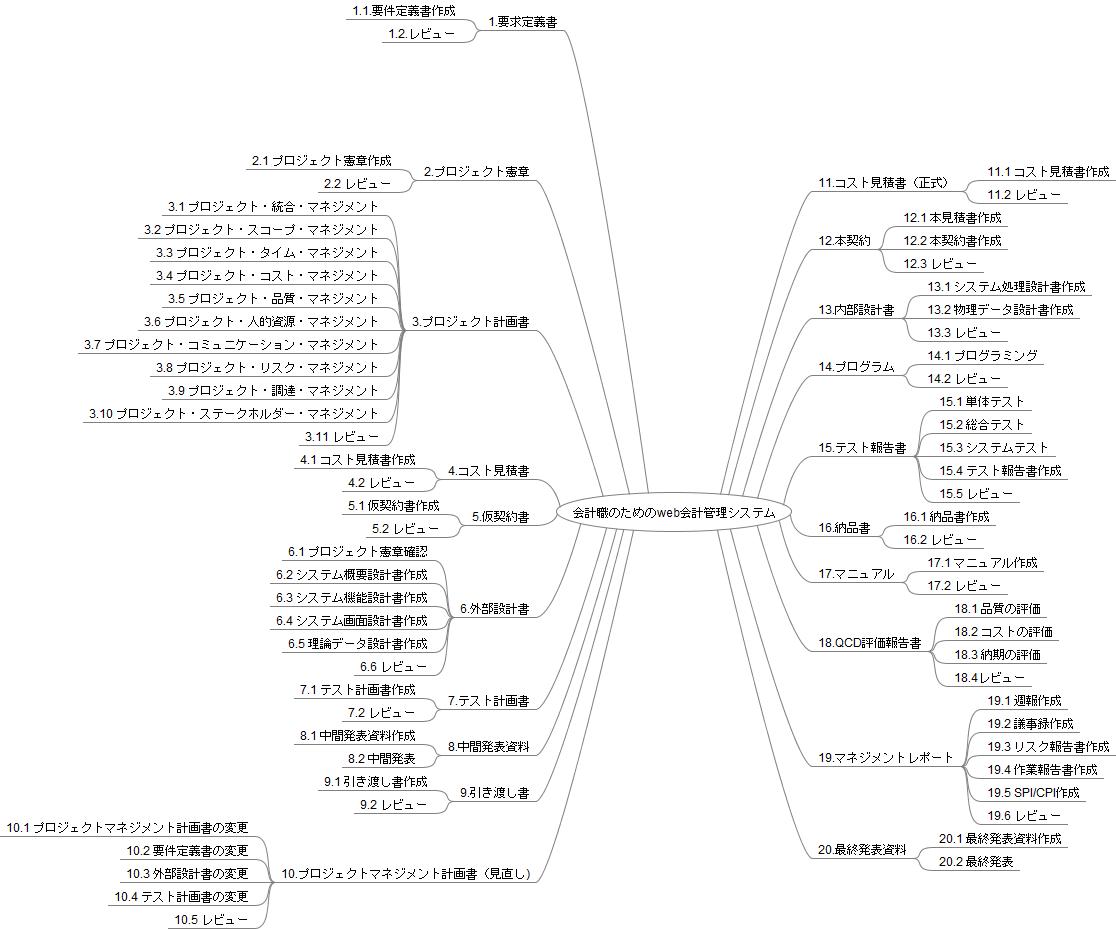 会計職のためのweb会計管理システム
1.要求定義書
1.1.要件定義書作成
1.2.レビュー
2.プロジェクト憲章
2.1 プロジェクト憲章作成
2.2 レビュー
3.プロジェクト計画書
3.1 プロジェクト・統合・マネジメント
3.2 プロジェクト・スコープ・マネジメント
3.3 プロジェクト・タイム・マネジメント
3.4 プロジェクト・コスト・マネジメント
3.5 プロジェクト・品質・マネジメント
3.6 プロジェクト・人的資源・マネジメント
3.7 プロジェクト・コミュニケーション・マネジメント
3.8 プロジェクト・リスク・マネジメント
3.9 プロジェクト・調達・マネジメント
3.10 プロジェクト・ステークホルダー・マネジメント
3.11 レビュー
4.コスト見積書
4.1 コスト見積書作成
4.2 レビュー
5.仮契約書
5.1 仮契約書作成
5.2 レビュー
6.外部設計書
6.1 プロジェクト憲章確認
6.2 システム概要設計書作成
6.3 システム機能設計書作成
6.4 システム画面設計書作成
6.5 理論データ設計書作成
6.6 レビュー
7.テスト計画書
7.1 テスト計画書作成
7.2 レビュー
8.中間発表資料
8.1 中間発表資料作成
8.2 中間発表
9.引き渡し書
9.1 引き渡し書作成
9.2 レビュー
10.プロジェクトマネジメント計画書（見直し）
10.1 プロジェクトマネジメント計画書の変更
10.2 要件定義書の変更
10.3 外部設計書の変更
10.4 テスト計画書の変更
10.5 レビュー
11.コスト見積書（正式）
11.1 コスト見積書作成
11.2 レビュー
12.本契約
12.1 本見積書作成
12.2 本契約書作成
12.3 レビュー
13.内部設計書
13.1 システム処理設計書作成
13.2 物理データ設計書作成
13.3 レビュー
14.プログラム
14.1 プログラミング
14.2 レビュー
15.テスト報告書
15.1 単体テスト
15.2 総合テスト
15.3 システムテスト
15.4 テスト報告書作成
15.5 レビュー
16.納品書
16.1 納品書作成
16.2 レビュー
17.マニュアル
17.1 マニュアル作成
17.2 レビュー
18.QCD評価報告書
18.1 品質の評価
18.2 コストの評価
18.3 納期の評価
18.4レビュー
19.マネジメントレポート
19.1 週報作成
19.2 議事録作成
19.3 リスク報告書作成
19.4 作業報告書作成
19.5 SPI/CPI作成
19.6 レビュー
20.最終発表資料
20.1 最終発表資料作成
20.2 最終発表